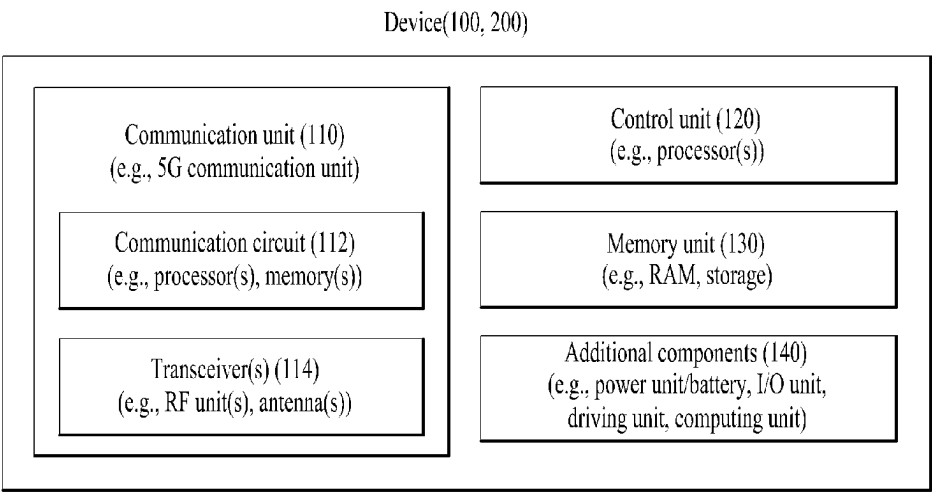 Device(100, 200)
Communication unit (110)
(e.g., 5G communication unit)
Communication circuit (112)
(e.g., processor(s), memory(s))
Transceiver(s) (114)
(e.g., RF unit(s), antenna(s))
Control unit (120)
(e.g., processor(s))
Memory unit (130)
(e.g., RAM, storage)
Additional components (140)
(e.g., power unit/battery, I/O unit,
driving unit, computing unit)